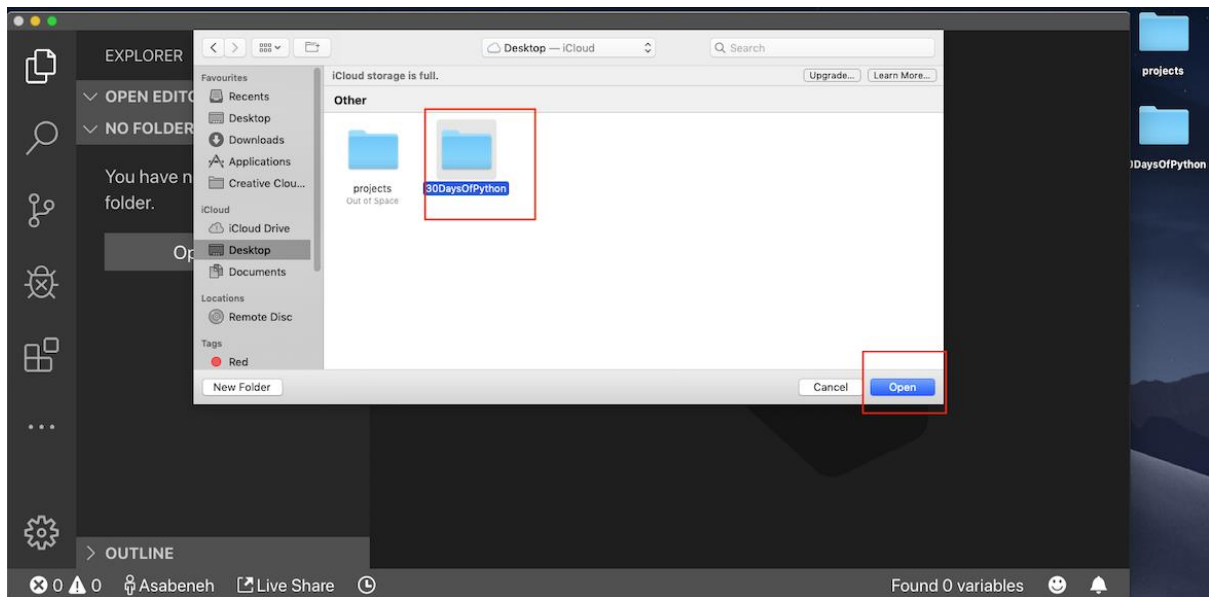 EXPLORER
OPEN EDITO
NO FOLDER
You have n
folder.
Op
OUTLINE
Desktop — iCloud
Search
Favourites
Recents
Desktop
Downloads
Applications
Creative Clou...
iCloud
iCloud Drive
Desktop
Documents
Locations
Remote Disc
Tags
Red
iCloud storage is full.
Upgrade...
Learn More...
Other
projects
Out of Space
30DaysOfPython
New Folder
Cancel
Open
projects
DaysOfPython
0 0 Asabeneh Live Share Found 0 variables